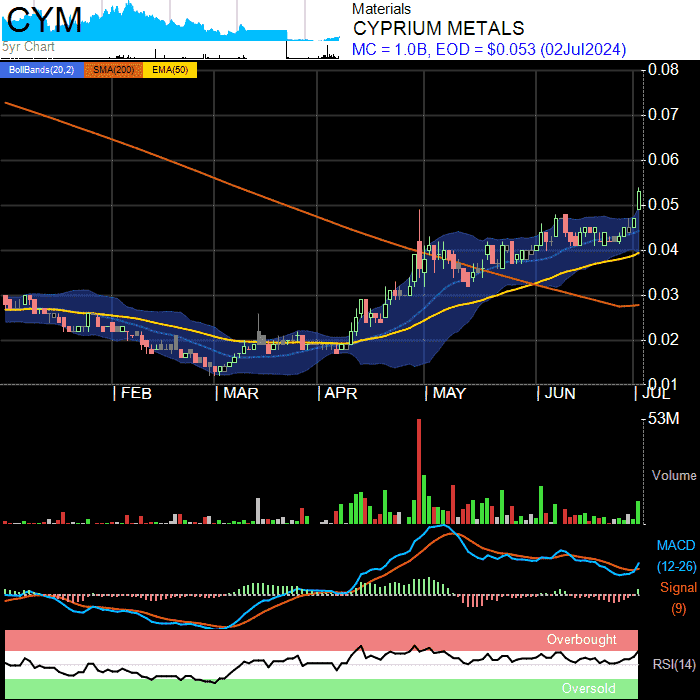 CYM
5yr Chart
Materials
CYPRIUM METALS
MC = 1.0B, EOD = $0.053 (02Jul2024)
BollBands(20,2) SMA(200) EMA(50)
0.08
0.07
0.06
0.05
0.04
0.03
0.02
0.01
FEB MAR APR MAY JUN JUL
53M
Volume
MACD
(12-26)
Signal
(9)
Overbought
RSI(14)
Oversold